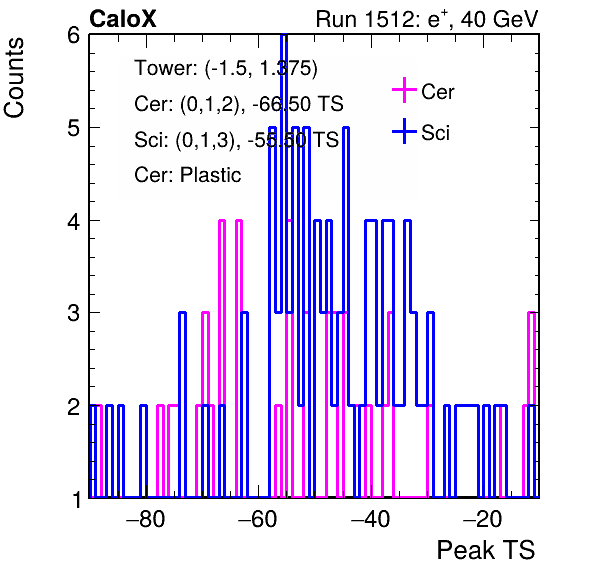 CaloX Run 1512: e+, 40 GeV
Counts
6
Tower: (-1.5, 1.375)
Cer: (0,1,2), -66.50 TS
Sci: (0,1,3), -55.50 TS
Cer: Plastic
Cer
Sci
5
4
3
2
1
−80 −60 −40 −20
Peak TS